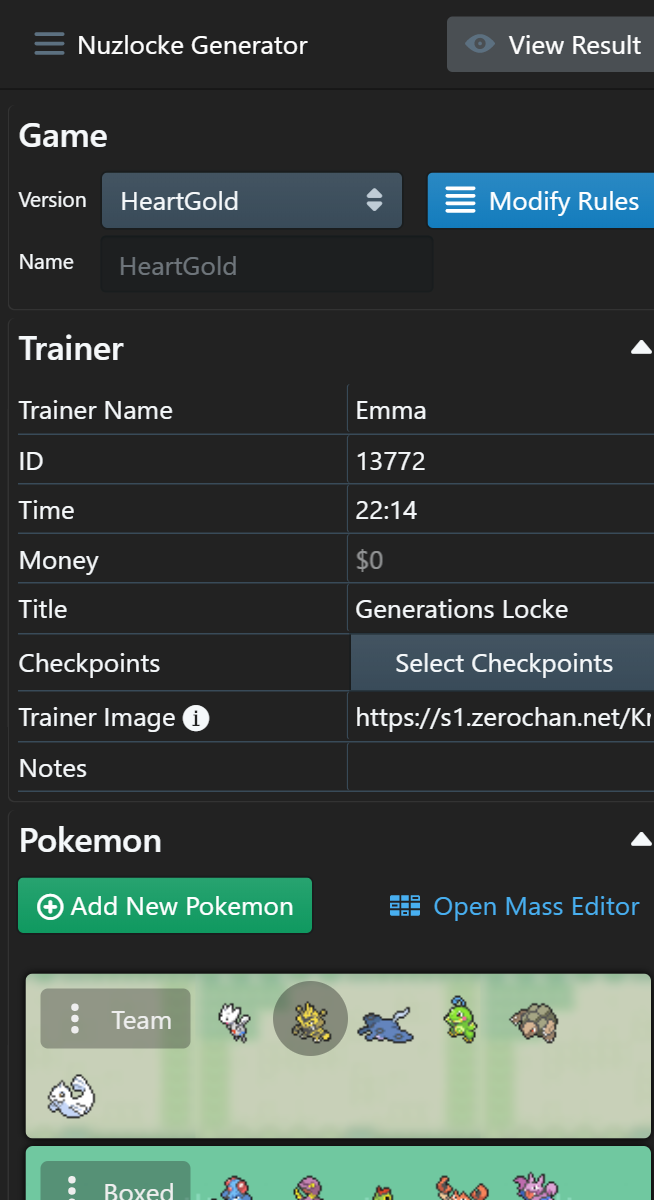 Nuzlocke Generator
View Result
Game
Version
HeartGold
Modify Rules
Name
HeartGold
Trainer
Trainer Name
Emma
ID
13772
Time
22:14
Money
$0
Title
Generations Locke
Checkpoints
Select Checkpoints
Trainer Image
https://s1.zerochan.net/Kr
Notes
Pokemon
Add New Pokemon
Open Mass Editor
Team
Boxed